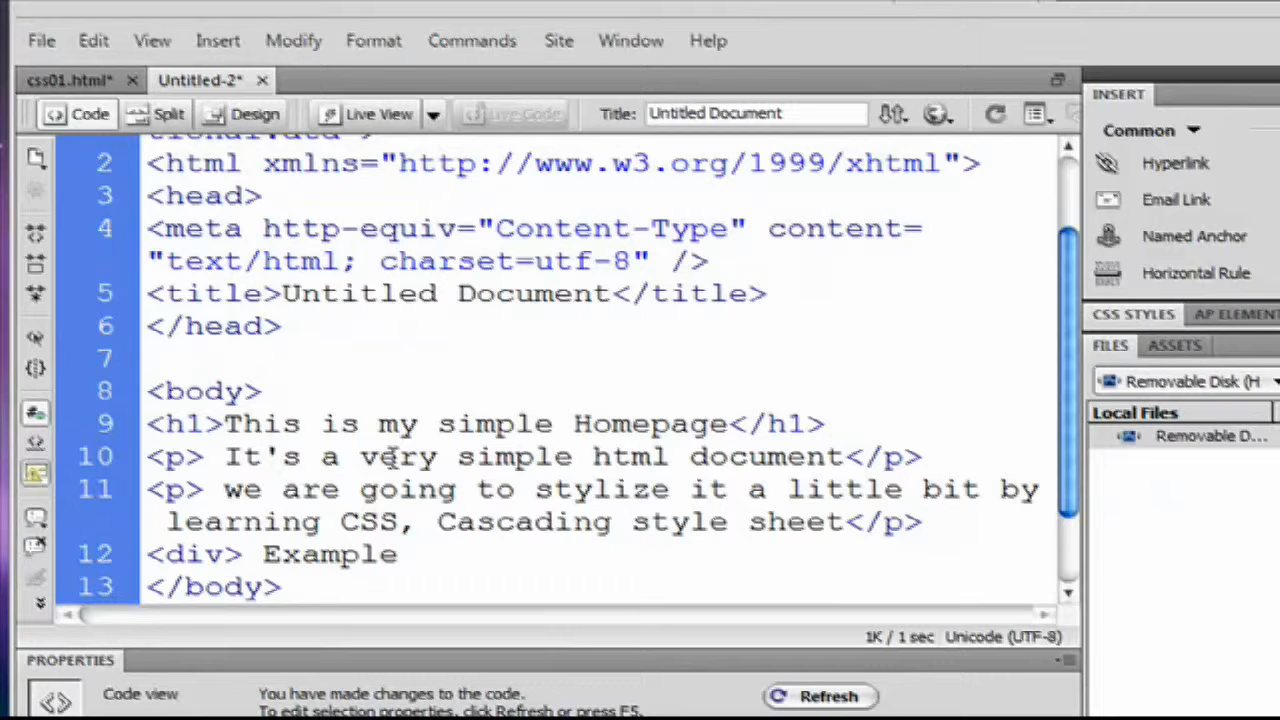 File Edit View Insert Modify Format Commands Site Window Help
css01.html* Untitled-2*
Code Split Design Live View Live Code Title: Untitled Document
INSERT
Common
Hyperlink
Email Link
Named Anchor
Horizontal Rule
CSS STYLES AP ELEMENT
FILES ASSETS
Removable Disk (H
Local Files
Removable D...
tional.dtd">
2 <html xmlns="http://www.w3.org/1999/xhtml">
3 <head>
4 <meta http-equiv="Content-Type" content=
"text/html; charset=utf-8" />
5 <title>Untitled Document</title>
6 </head>
7
8 <body>
9 <h1>This is my simple Homepage</h1>
10 <p> It's a very simple html document</p>
11 <p> we are going to stylize it a little bit by
learning CSS, Cascading style sheet</p>
12 <div> Example
13 </body>
1K / 1 sec Unicode (UTF-8)
PROPERTIES
Code view
You have made changes to the code.
To edit selection properties, click Refresh or press F5.
Refresh